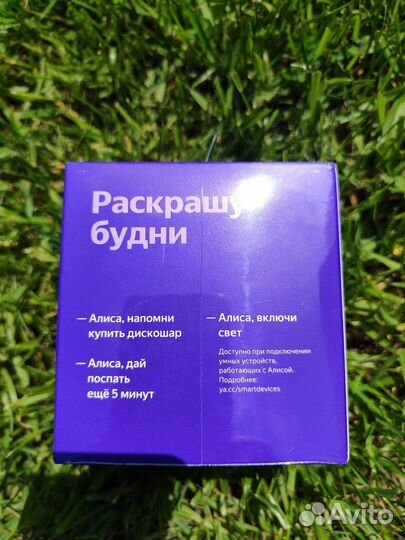 Раскрашу
будни
— Алиса, напомни
купить дискошар
— Алиса, дай
поспать
ещё 5 минут
— Алиса, включи
свет
Доступно при подключении
умных устройств,
работающих с Алисой.
Подробнее:
ya.cc/smartdevices
Avito